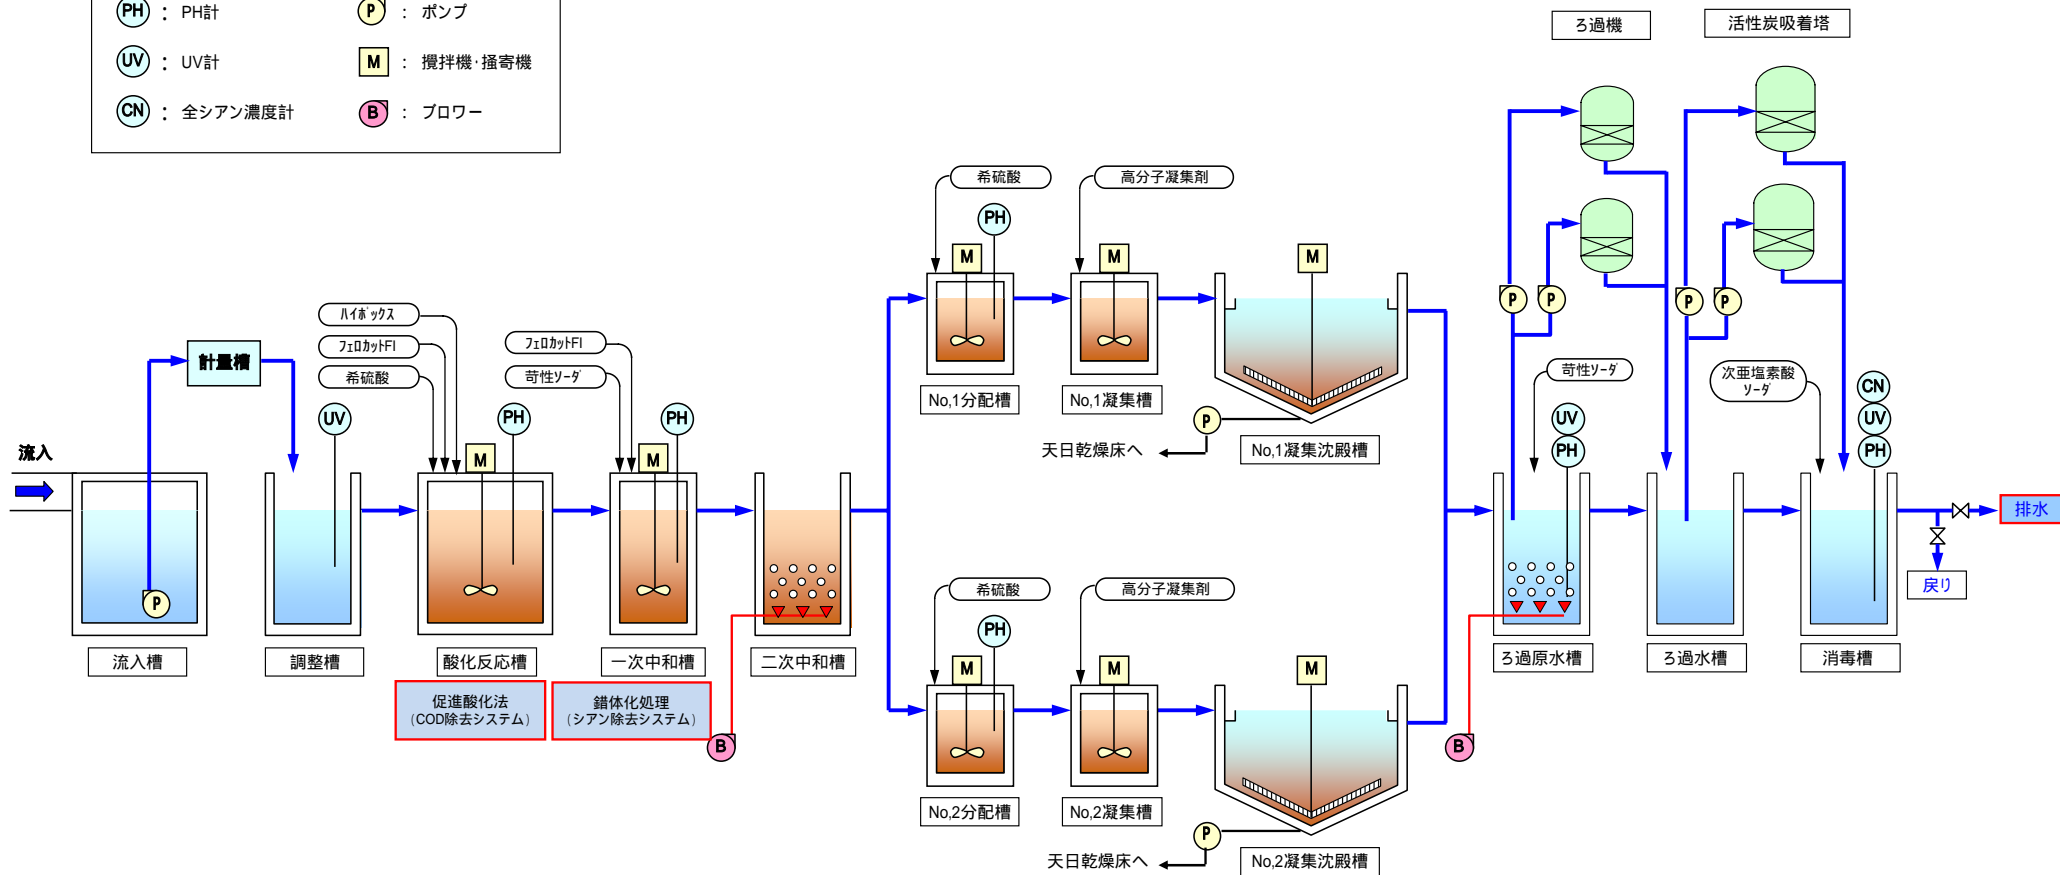 PH : PH計
P : ポンプ
UV : UV計
M : 攪拌機・掻寄機
CN : 全シアン濃度計
B : ブロワー
ろ過機
活性炭吸着塔
希硫酸
高分子凝集剤
PH
M
M
M
No,1分配槽
No,1凝集槽
P
天日乾燥床へ
No,1凝集沈殿槽
P
P
P
P
計量槽
ハイボックス
フェロカットFI
希硫酸
フェロカットFI
苛性ソーダ
UV
PH
PH
M
M
流入
P
流入槽
調整槽
酸化反応槽
一次中和槽
二次中和槽
促進酸化法
(COD除去システム)
錯体化処理
(シアン除去システム)
B
希硫酸
高分子凝集剤
PH
M
M
M
No,2分配槽
No,2凝集槽
P
天日乾燥床へ
No,2凝集沈殿槽
苛性ソーダ
次亜塩素酸
ソーダ
UV
PH
CN
UV
PH
B
ろ過原水槽
ろ過水槽
消毒槽
排水
戻り